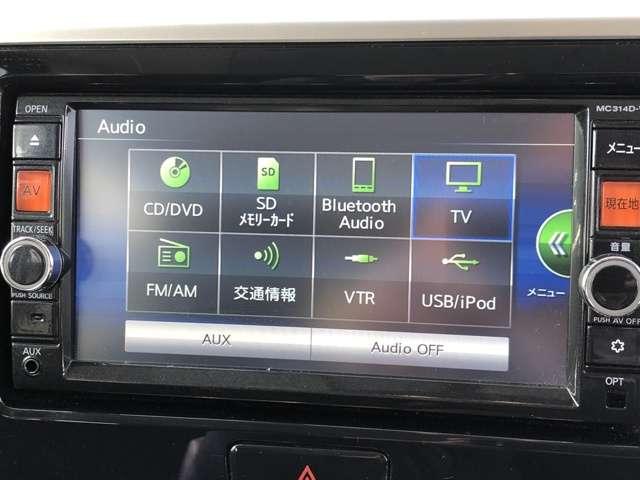 OPEN
MC314D-
Audio
メニュー
AV
現在地
CD/DVD
SD
メモリーカード
Bluetooth
Audio
TV
TRACK/SEEK
音量
FM/AM
交通情報
VTR
USB/iPod
メニュー
PUSH SOURCE
PUSH AV OFF
AUX
Audio OFF
AUX
OPT